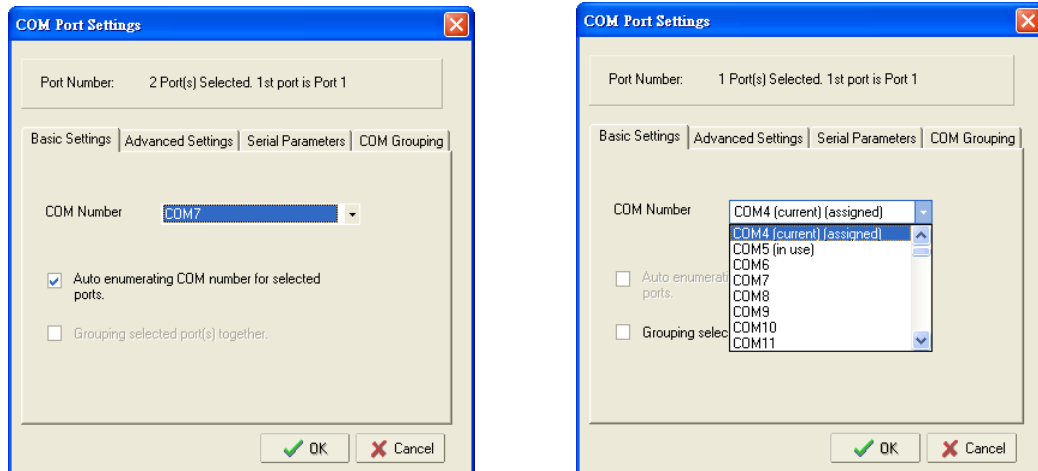 COM Port Settings
Port Number: 2 Port(s) Selected. 1st port is Port 1
Basic Settings Advanced Settings Serial Parameters COM Grouping
COM Number COM7
Auto enumerating COM number for selected
ports.
Grouping selected port(s) together.
OK Cancel
COM Port Settings
Port Number: 1 Port(s) Selected. 1st port is Port 1
Basic Settings Advanced Settings Serial Parameters COM Grouping
COM Number COM4 (current) (assigned)
COM4 (current) (assigned)
COM5 (in use)
COM6
COM7
COM8
COM9
COM10
COM11
Auto enumerati
ports.
Grouping selec
OK Cancel